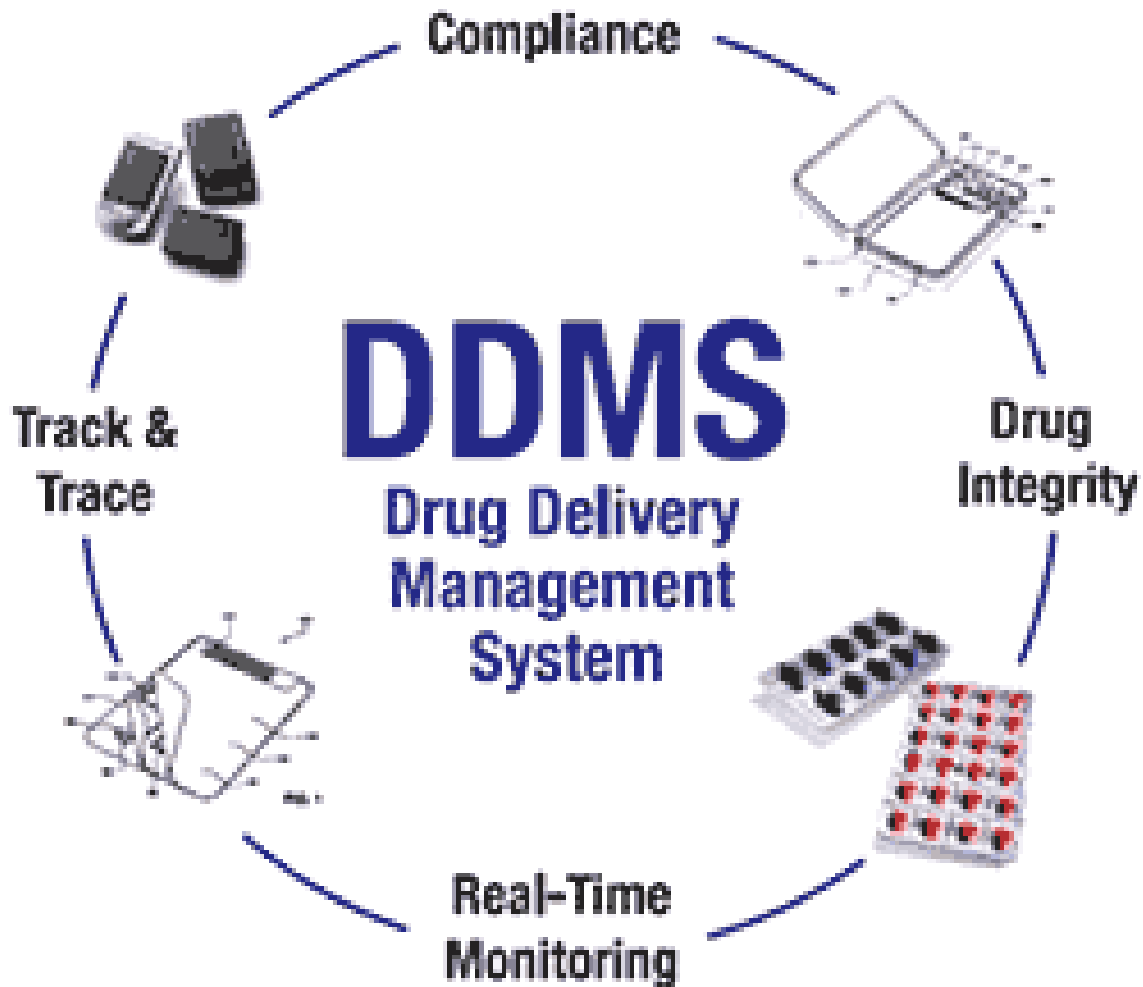 Compliance
DDMS
Drug Delivery
Management
System
Track &
Trace
Drug
Integrity
Real-Time
Monitoring